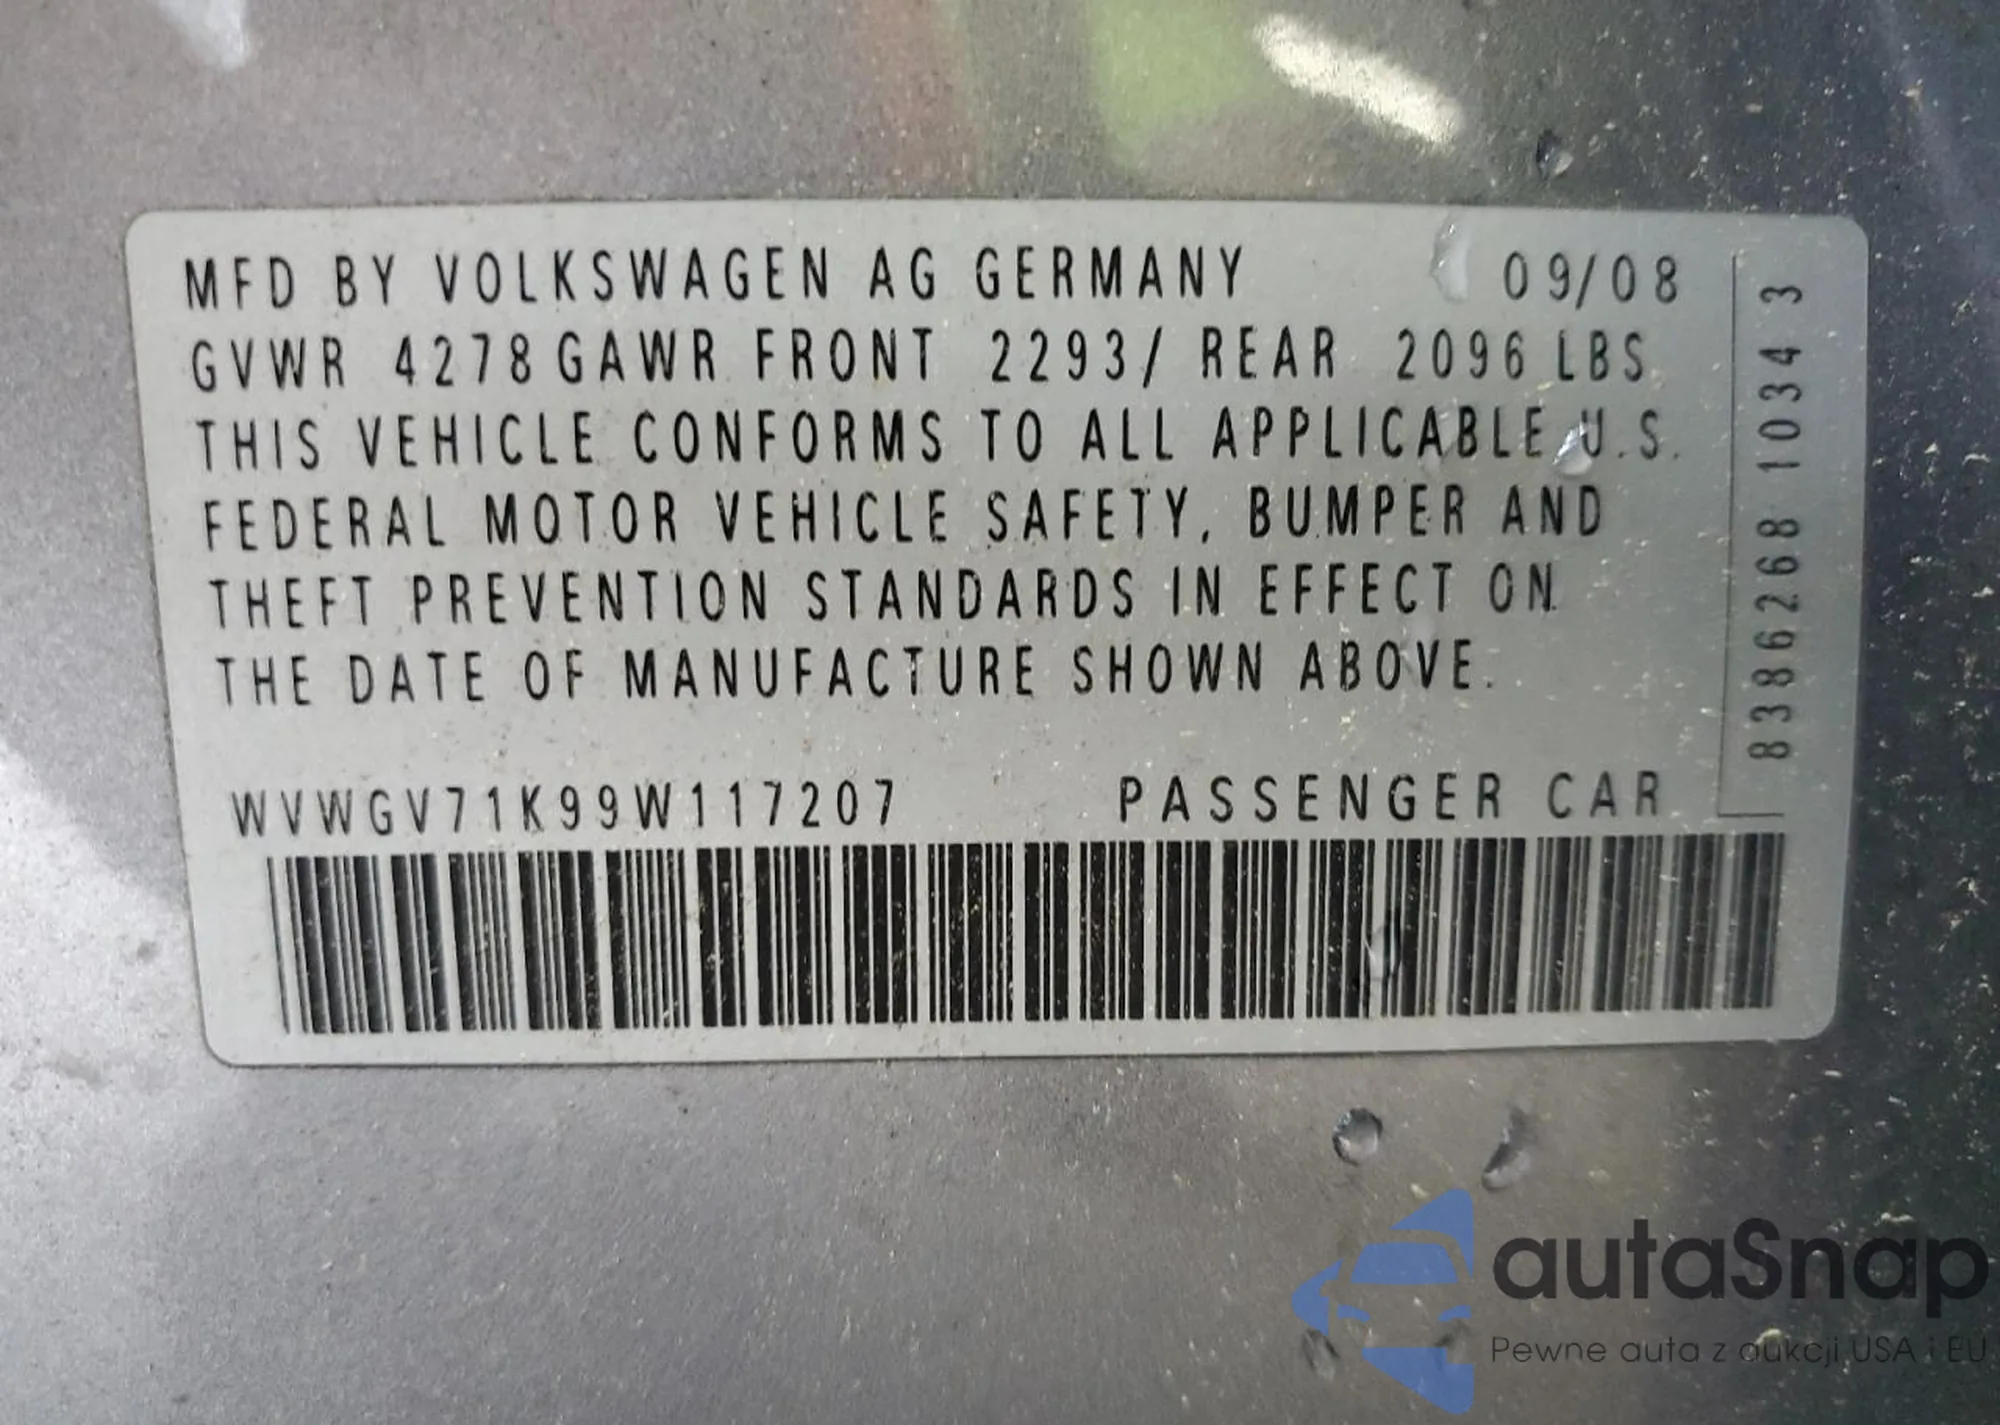 MFD BY VOLKSWAGEN AG GERMANY 09/08
GVWR 4278 GAWR FRONT 2293/ REAR 2096 LBS
THIS VEHICLE CONFORMS TO ALL APPLICABLE U.S.
FEDERAL MOTOR VEHICLE SAFETY, BUMPER AND
THEFT PREVENTION STANDARDS IN EFFECT ON
THE DATE OF MANUFACTURE SHOWN ABOVE.
WVWGV71K99W117207 PASSENGER CAR
8386268 1034 3
autaSnap
Pewne auta z aukcji USA i EU